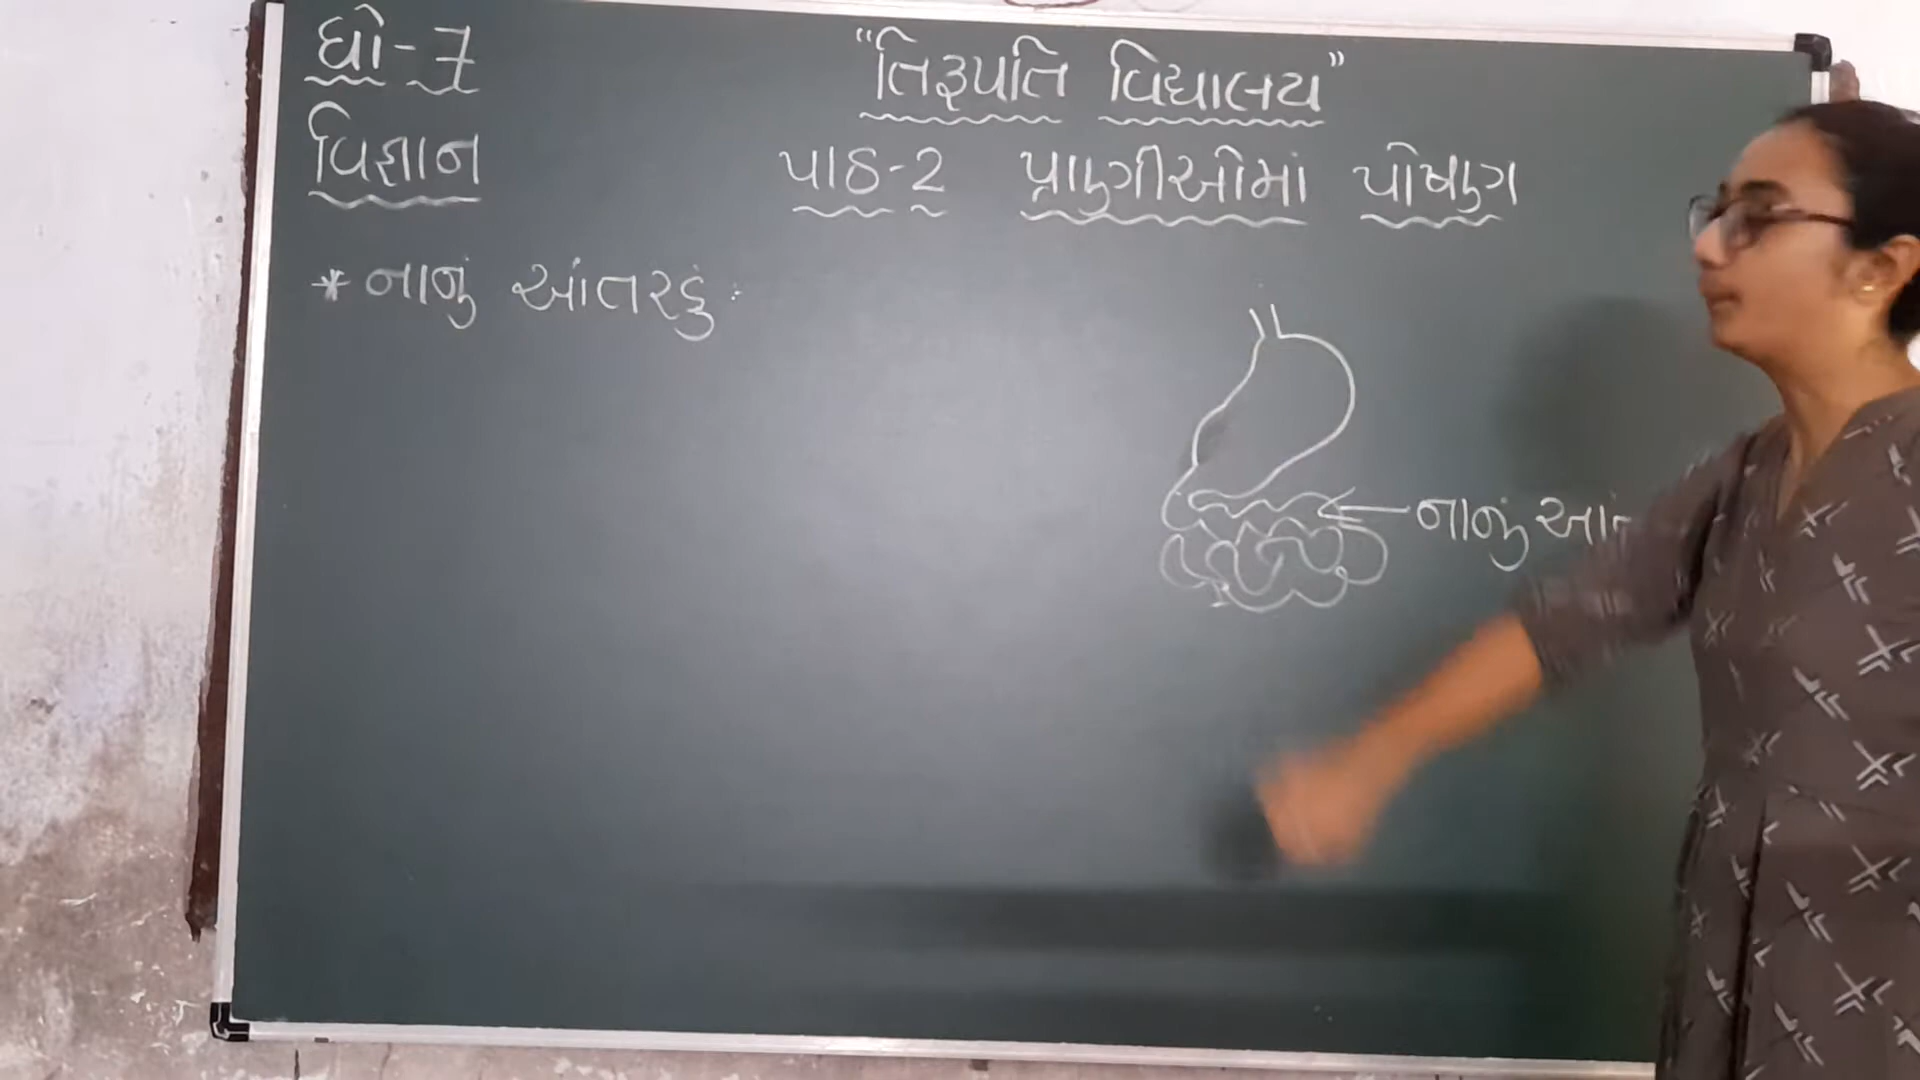 ધો-7
"તિરૂપતિ વિદ્યાલય"
વિજ્ઞાન
પાઠ-2 પ્રાણીઓમાં પોષણ
* નાનું આંતરડું :
નાનું